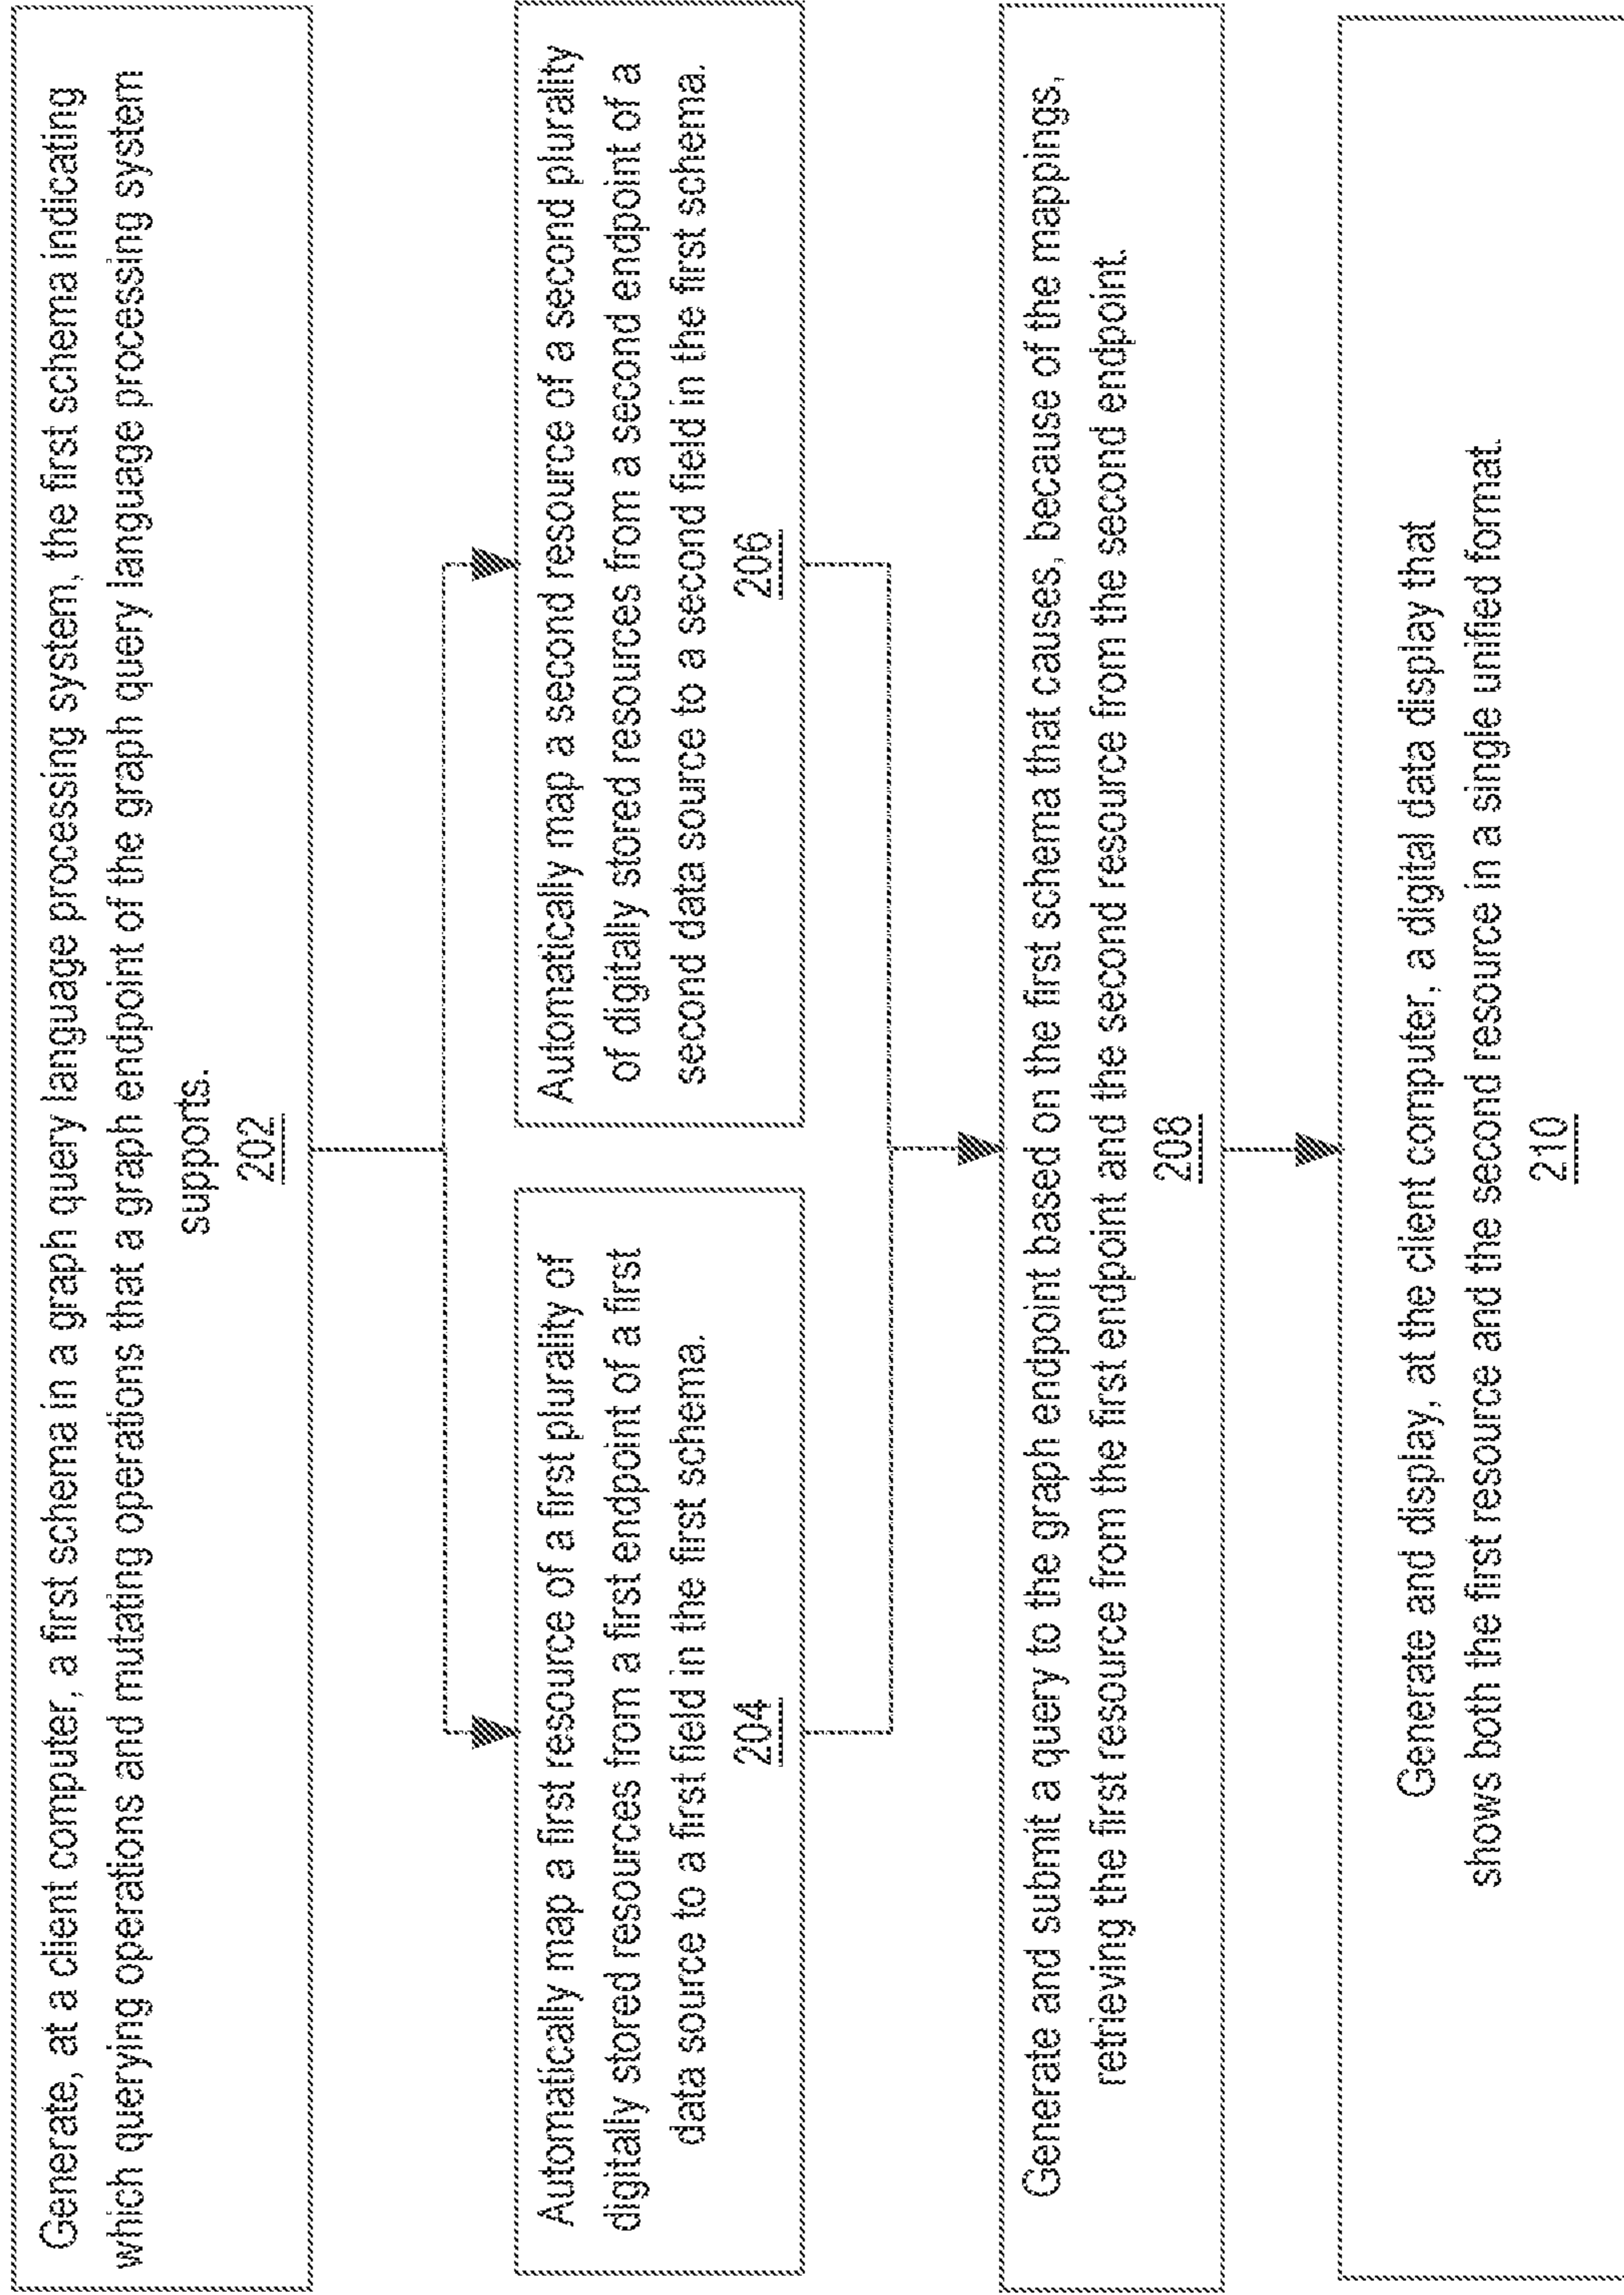 Generate, at a client computer, a first schema in a graph query language processing system, the first schema indicating
which querying operations and mutating operations that a graph endpoint of the graph query language processing system
supports.
202
Automatically map a first resource of a first plurality of
digitally stored resources from a first endpoint of a first
data source to a first field in the first schema.
204
Automatically map a second resource of a second plurality
of digitally stored resources from a second endpoint of a
second data source to a second field in the first schema.
206
Generate and submit a query to the graph endpoint based on the first schema that causes, because of the mappings,
retrieving the first resource from the first endpoint and the second resource from the second endpoint.
208
Generate and display, at the client computer, a digital data display that
shows both the first resource and the second resource in a single unified format.
210